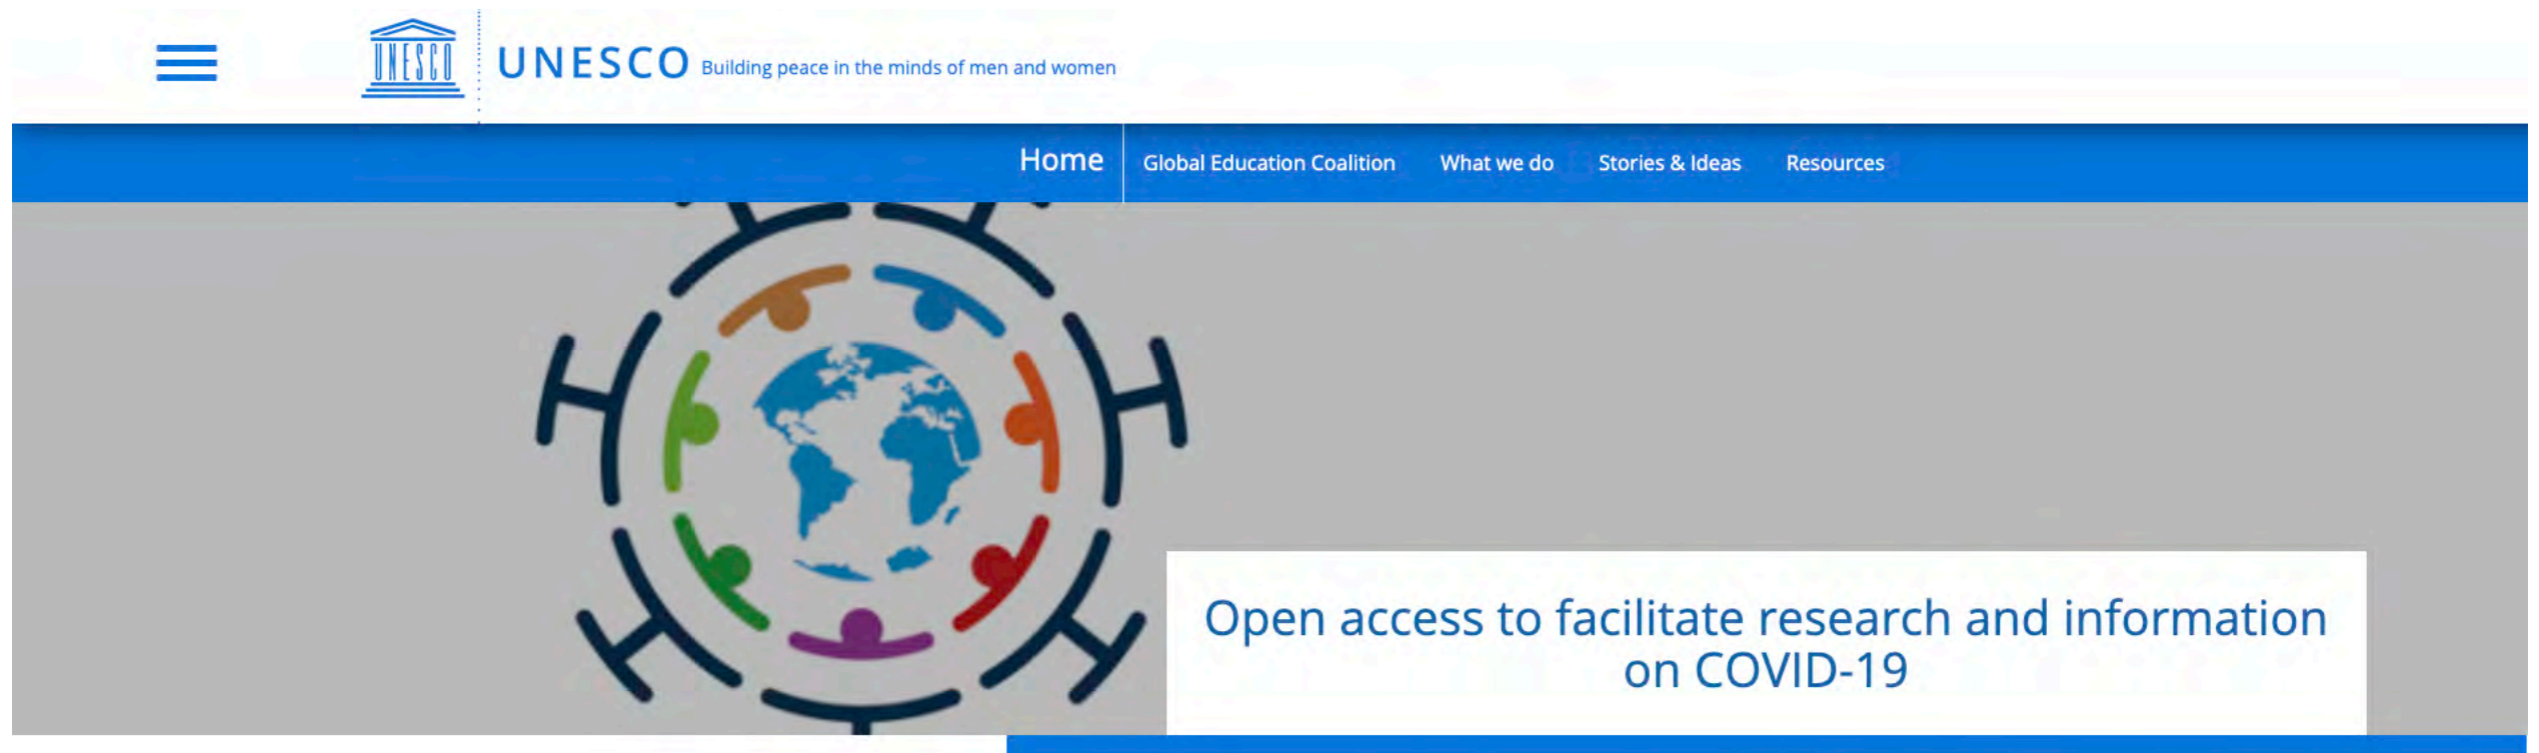 UNESCO
UNESCO Building peace in the minds of men and women
Home Global Education Coalition What we do Stories & Ideas Resources
Open access to facilitate research and information
on COVID-19